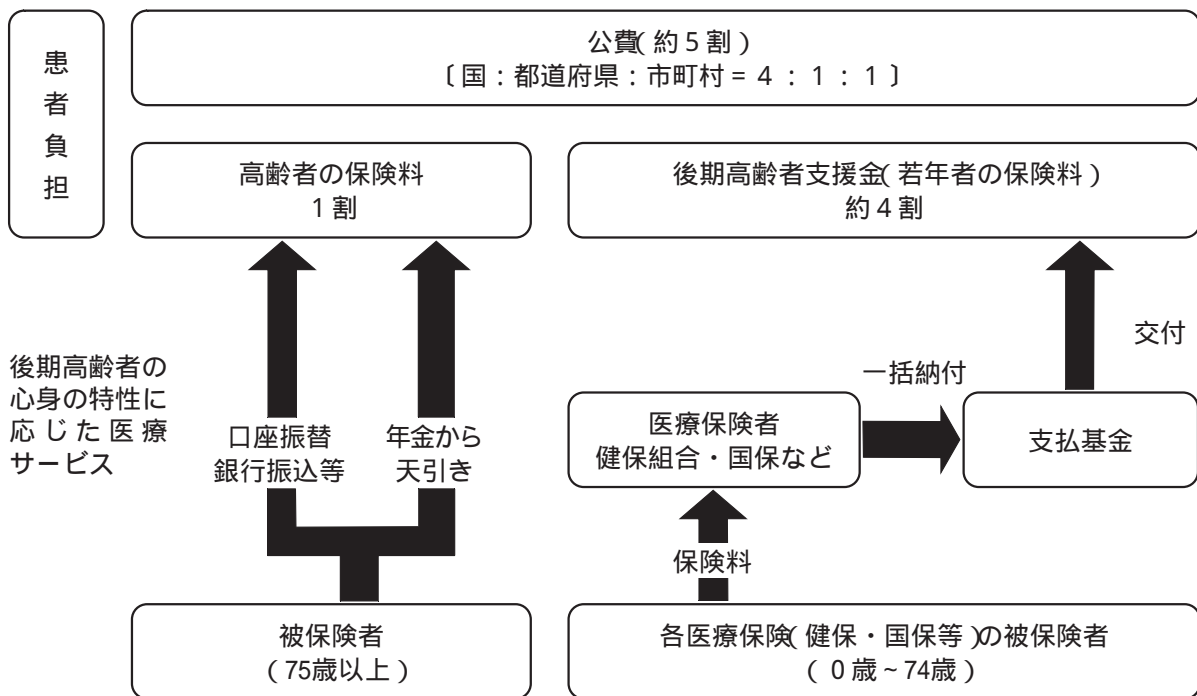 患
者
負
担
公費(約5割)
〔国:都道府県:市町村=4:1:1〕
高齢者の保険料
1割
後期高齢者支援金(若年者の保険料)
約4割
後期高齢者の
心身の特性に
応じた医療
サービス
口座振替
銀行振込等
年金から
天引き
医療保険者
健保組合・国保など
一括納付
支払基金
交付
保険料
被保険者
(75歳以上)
各医療保険(健保・国保等)の被保険者
(0歳~74歳)